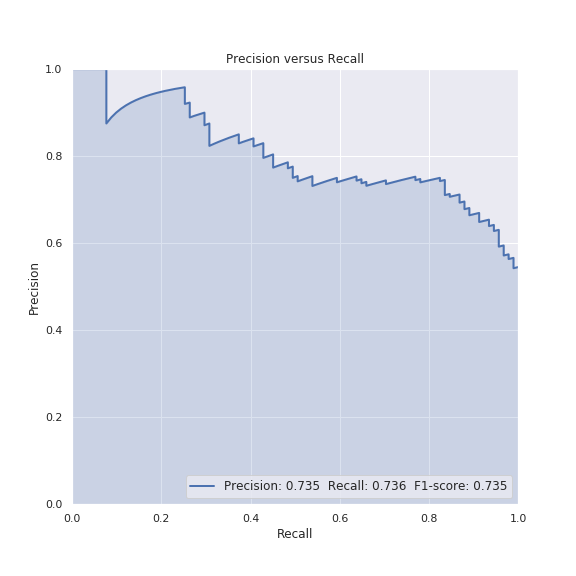 Precision versus Recall
1.0
0.8
0.6
0.4
0.2
0.0
Precision
Precision: 0.735 Recall: 0.736 F1-score: 0.735
0.0 0.2 0.4 0.6 0.8 1.0
Recall